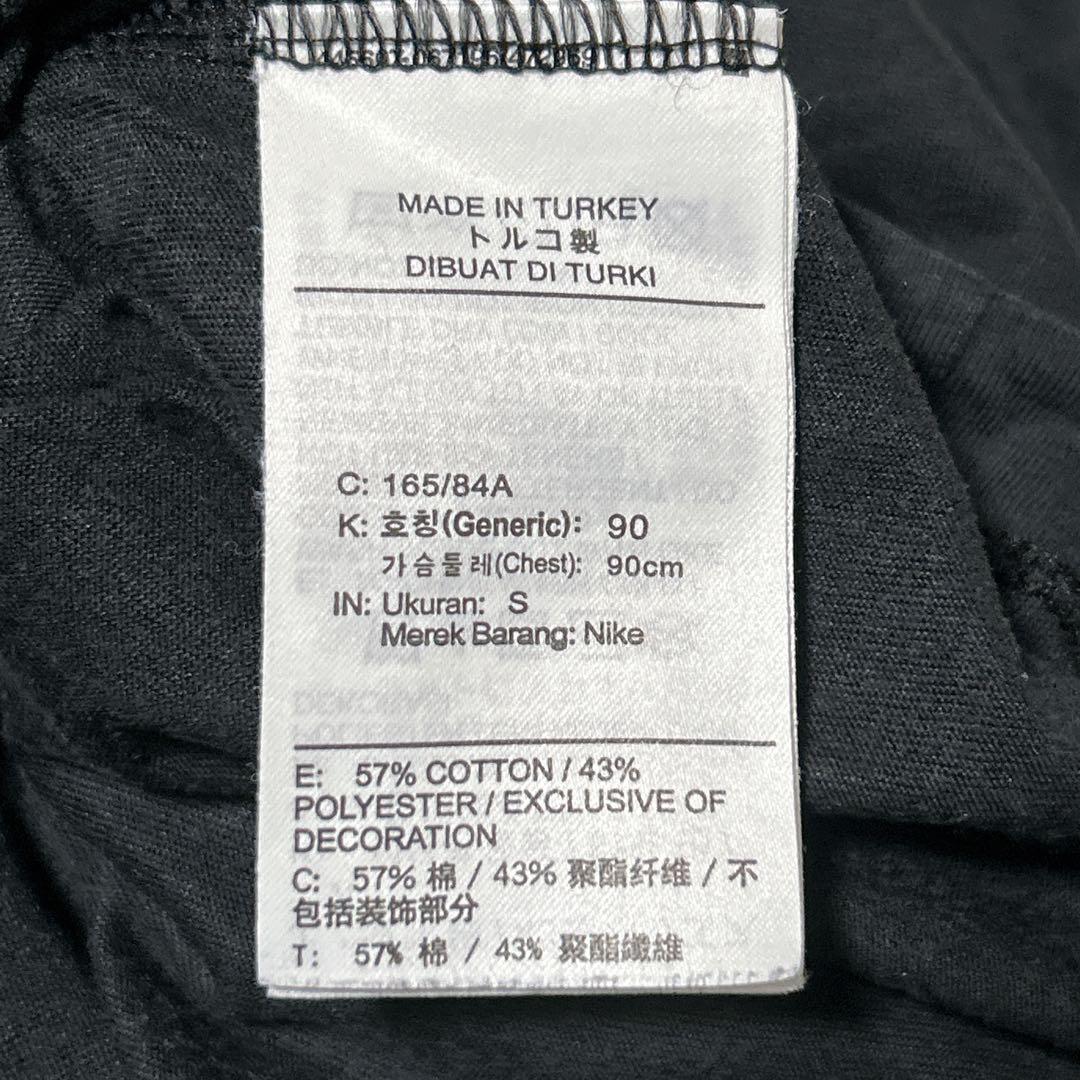 MADE IN TURKEY
トルコ製
DIBUAT DI TURKI
C: 165/84A
K: 호칭(Generic): 90
가슴둘레(Chest): 90cm
IN: Ukuran: S
Merek Barang: Nike
E: 57% COTTON / 43%
POLYESTER / EXCLUSIVE OF
DECORATION
C: 57% 棉 / 43% 聚酯纤维 / 不
包括装饰部分
T: 57% 棉 / 43% 聚酯纖維